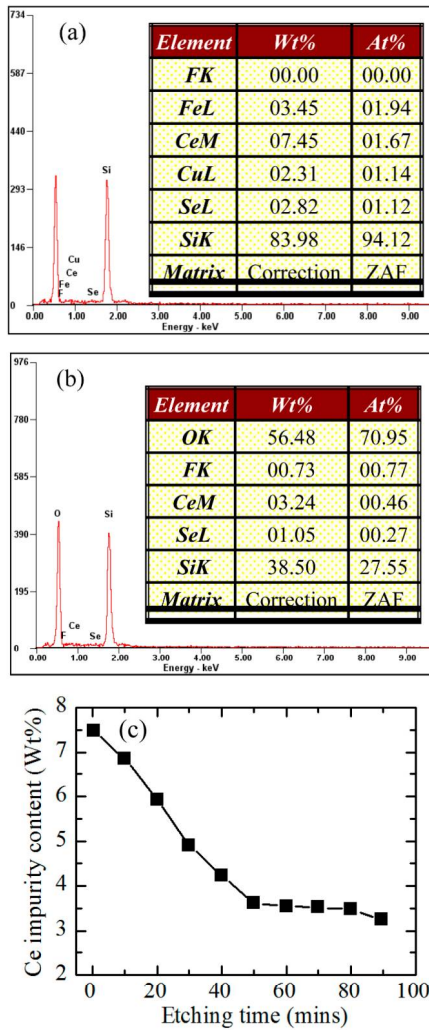 (a)
734
587
440
293
146
0
Si
Cu
Ce
Fe
F
Se
0.00 1.00 2.00 3.00 4.00 5.00 6.00 7.00 8.00 9.00
Energy - keV
Element Wt% At%
FK 00.00 00.00
FeL 03.45 01.94
CeM 07.45 01.67
CuL 02.31 01.14
SeL 02.82 01.12
SiK 83.98 94.12
Matrix Correction ZAF
(b)
976
780
585
390
195
0
O Si
Ce
F Se
0.00 1.00 2.00 3.00 4.00 5.00 6.00 7.00 8.00 9.00
Energy - keV
Element Wt% At%
OK 56.48 70.95
FK 00.73 00.77
CeM 03.24 00.46
SeL 01.05 00.27
SiK 38.50 27.55
Matrix Correction ZAF
(c)
Ce impurity content (Wt%)
8
7
6
5
4
3
2
0 20 40 60 80 100
Etching time (mins)